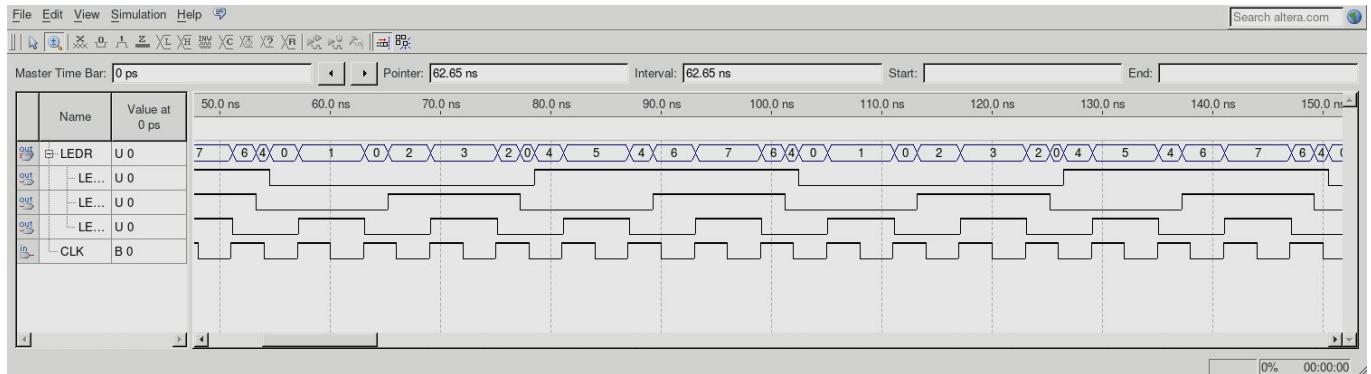 File Edit View Simulation Help
Search altera.com
Master Time Bar: 0 ps Pointer: 62.65 ns Interval: 62.65 ns Start: End:
Name Value at 0 ps
50.0 ns 60.0 ns 70.0 ns 80.0 ns 90.0 ns 100.0 ns 110.0 ns 120.0 ns 130.0 ns 140.0 ns 150.0 ns
out LEDR U 0 7 6 4 0 1 0 2 3 2 0 4 5 4 6 7 6 4 0 1 0 2 3 2 0 4 5 4 6 7 6 4
out LE... U 0
out LE... U 0
out LE... U 0
in CLK B 0
0% 00:00:00